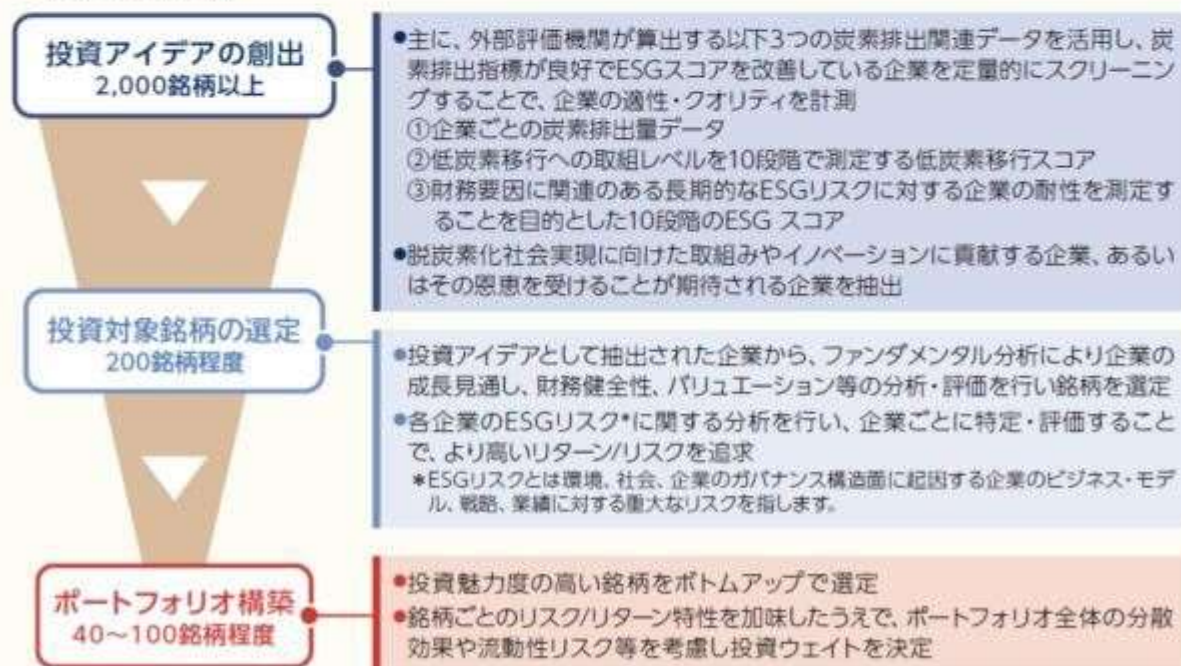 投資アイデアの創出
2,000銘柄以上
●主に、外部評価機関が算出する以下3つの炭素排出関連データを活用し、炭
素排出指標が良好でESGスコアを改善している企業を定量的にスクリーニン
グすることで、企業の適性・クオリティを計測
①企業ごとの炭素排出量データ
②低炭素移行への取組レベルを10段階で測定する低炭素移行スコア
③財務要因に関連のある長期的なESGリスクに対する企業の耐性を測定す
ることを目的とした10段階のESG スコア
●脱炭素化社会実現に向けた取組みやイノベーションに貢献する企業、あるい
はその恩恵を受けることが期待される企業を抽出
投資対象銘柄の選定
200銘柄程度
●投資アイデアとして抽出された企業から、ファンダメンタル分析により企業の
成長見通し、財務健全性、バリュエーション等の分析・評価を行い銘柄を選定
●各企業のESGリスク*に関する分析を行い、企業ごとに特定・評価すること
で、より高いリターン/リスクを追求
*ESGリスクとは環境、社会、企業のガバナンス構造面に起因する企業のビジネス・モデ
ル、戦略、業績に対する重大なリスクを指します。
ポートフォリオ構築
40〜100銘柄程度
●投資魅力度の高い銘柄をボトムアップで選定
●銘柄ごとのリスク/リターン特性を加味したうえで、ポートフォリオ全体の分散
効果や流動性リスク等を考慮し投資ウェイトを決定